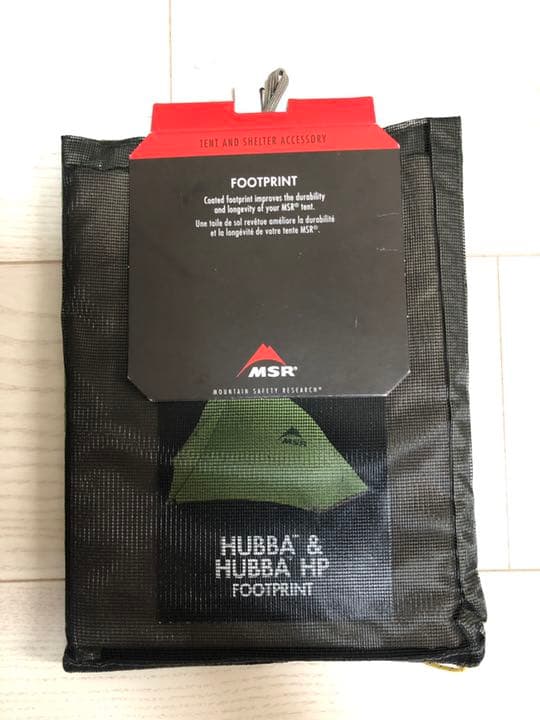 TENT AND SHELTER ACCESSORY
FOOTPRINT
Coated footprint improves the durability
and longevity of your MSR® tent.
Une toile de sol revêtue améliore la durabilité
et la longévité de votre tente MSR®.
MSR®
MOUNTAIN SAFETY RESEARCH®
MSR
HUBBA™ &
HUBBA™ HP
FOOTPRINT